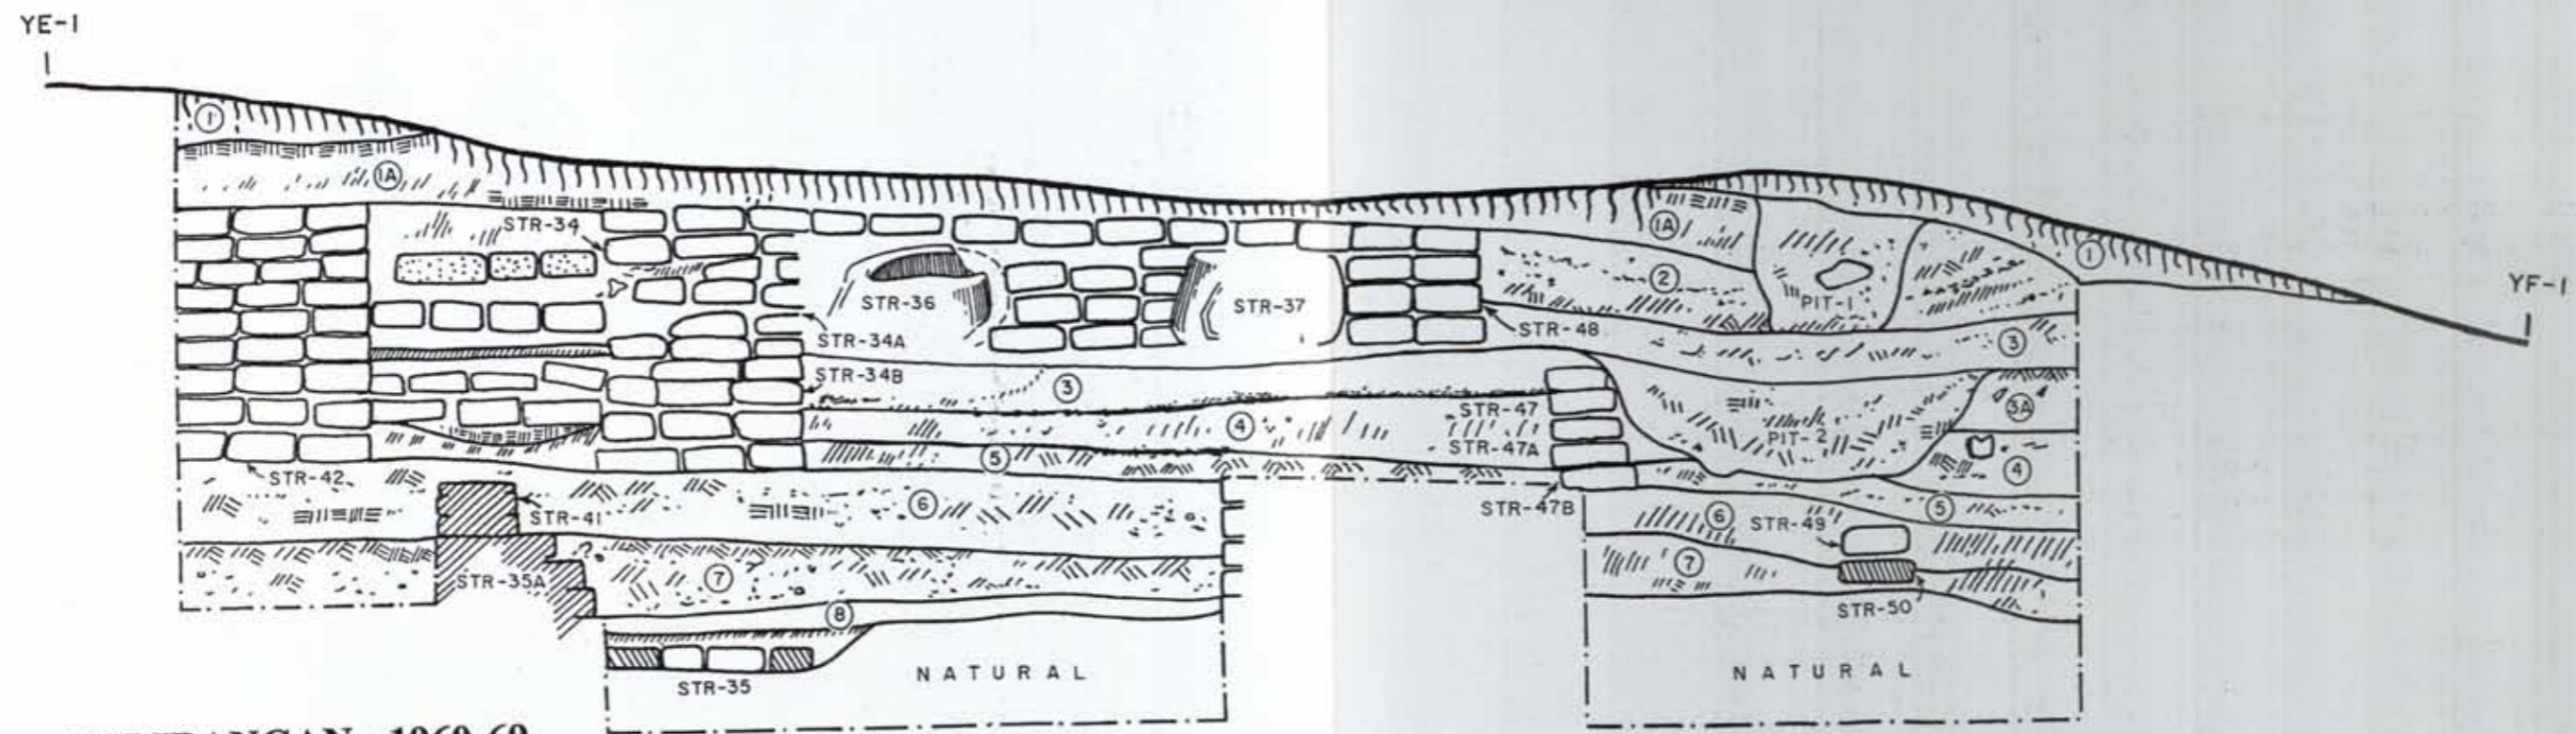 YE-1
YF-1
1
1A
STR-34
STR-36
STR-37
STR-34A
STR-34B
STR-48
1A
2
PIT-1
1
3
3
3A
STR-47
4
STR-47A
PIT-2
4
5
STR-42
STR-41
6
STR-47B
6
STR-49
5
STR-35A
7
7
STR-50
8
STR-35
NATURAL
NATURAL
1960-69